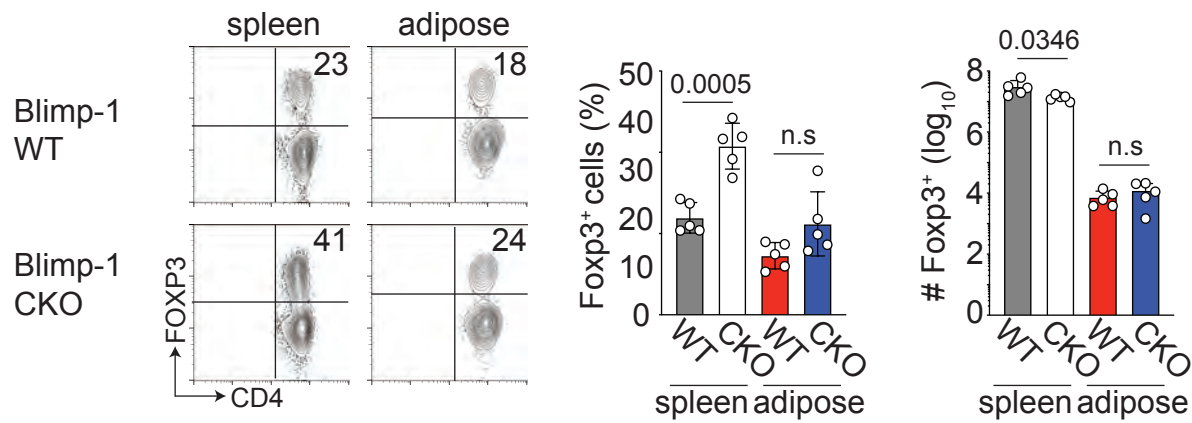 spleen adipose
Blimp-1
WT
23
18
Blimp-1
CKO
41
24
FOXP3
CD4
Foxp3⁺ cells (%)
50
40
30
20
10
0
0.0005
n.s
WT CKO WT CKO
spleen adipose
# Foxp3⁺ (log₁₀)
8
6
4
2
0
0.0346
n.s
WT CKO WT CKO
spleen adipose